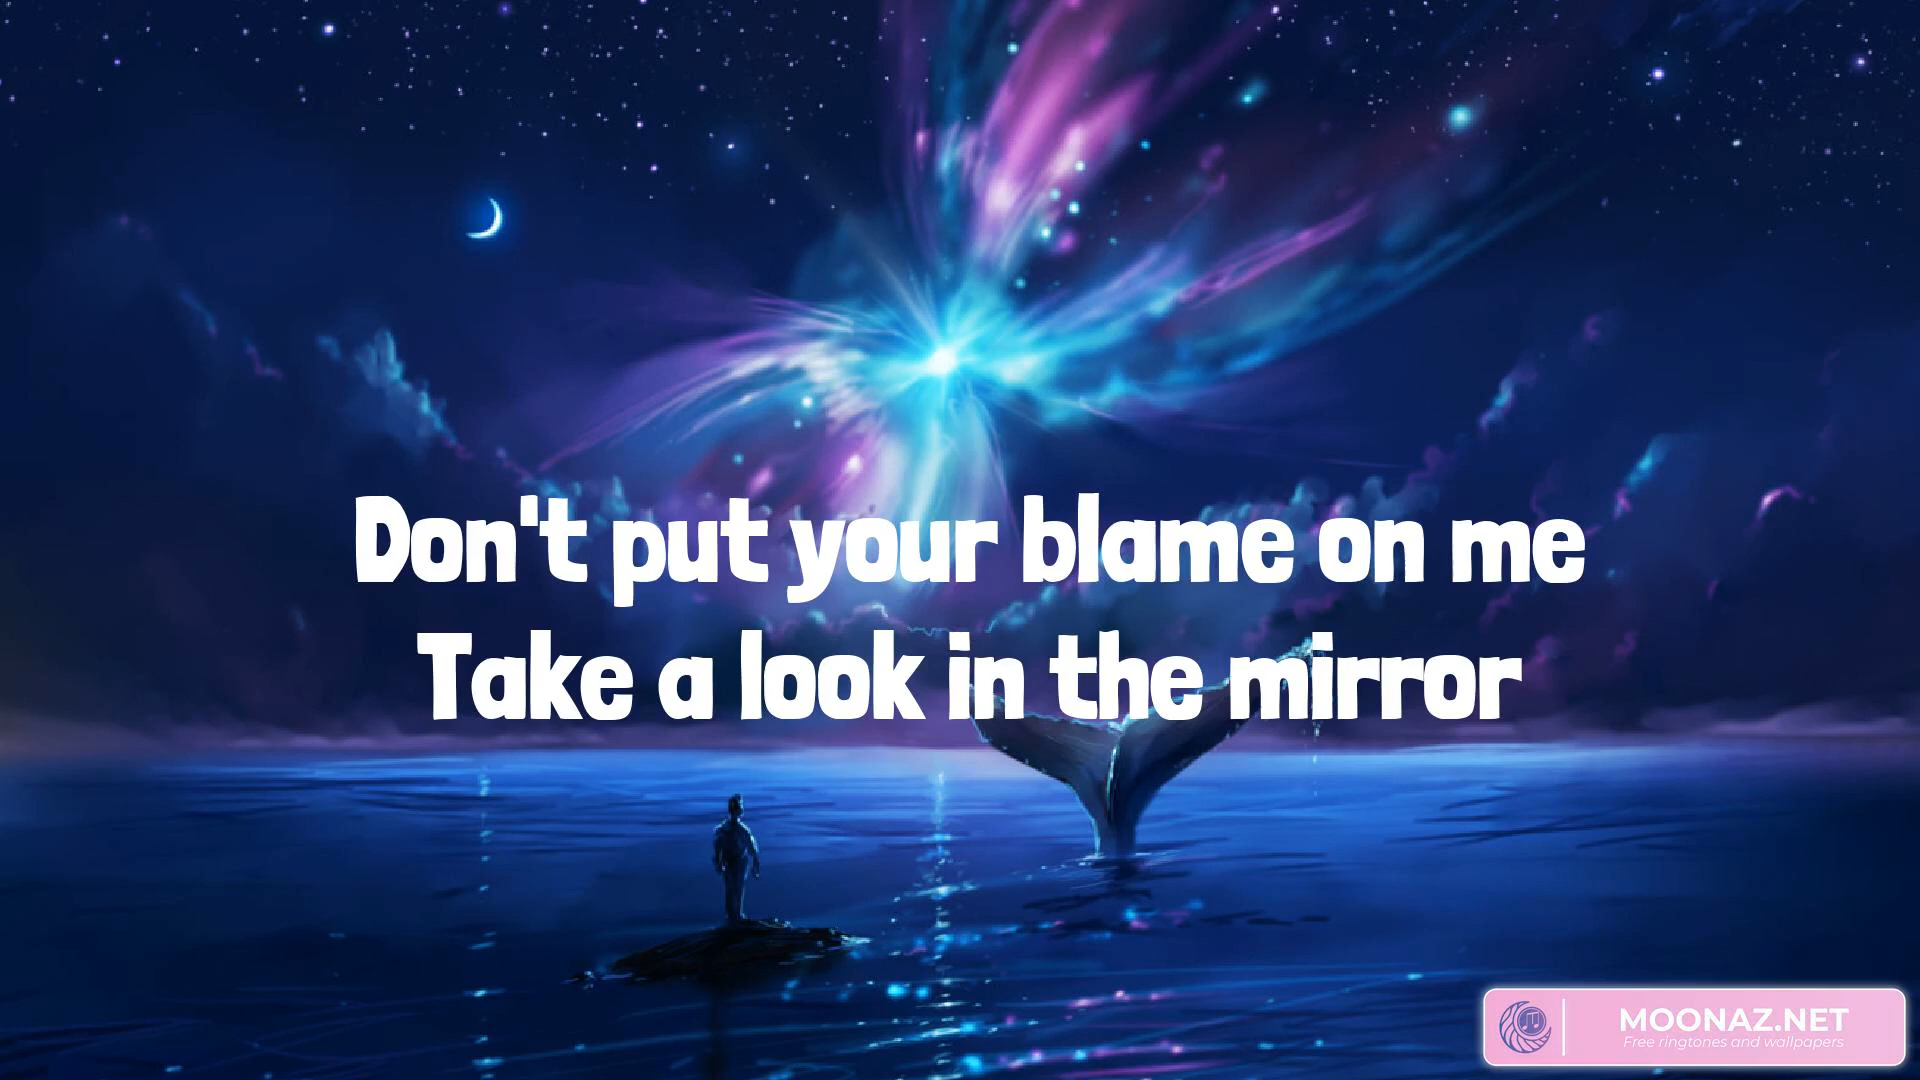 Don't put your blame on me
Take a look in the mirror
MOONAZ.NET
Free ringtones and wallpapers